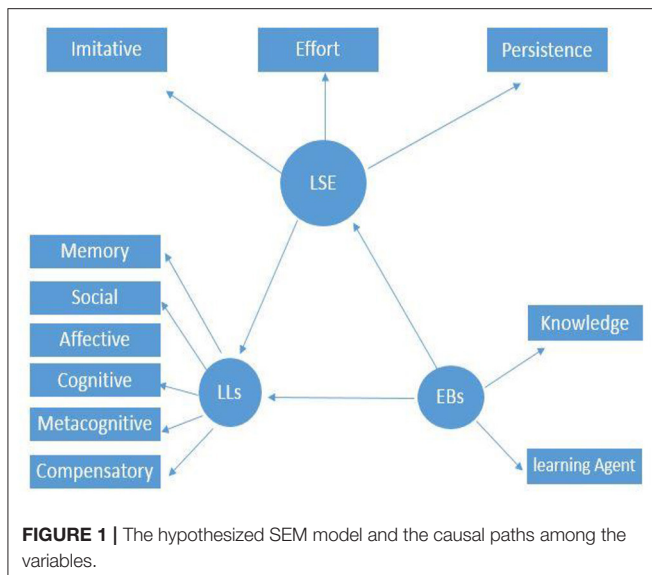 Imitative
Effort
Persistence
LSE
Memory
Social
Affective
Cognitive
Metacognitive
Compensatory
LLs
EBs
Knowledge
learning Agent
FIGURE 1 | The hypothesized SEM model and the causal paths among the
variables.